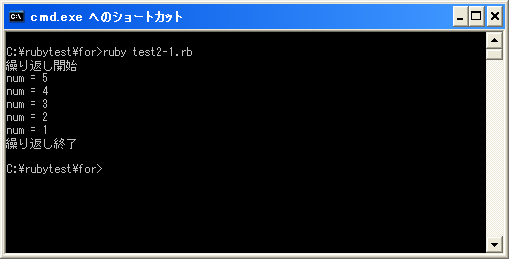 cmd.exe へのショートカット
C:¥rubytest¥for>ruby test2-1.rb
繰り返し開始
num = 5
num = 4
num = 3
num = 2
num = 1
繰り返し終了
C:¥rubytest¥for>